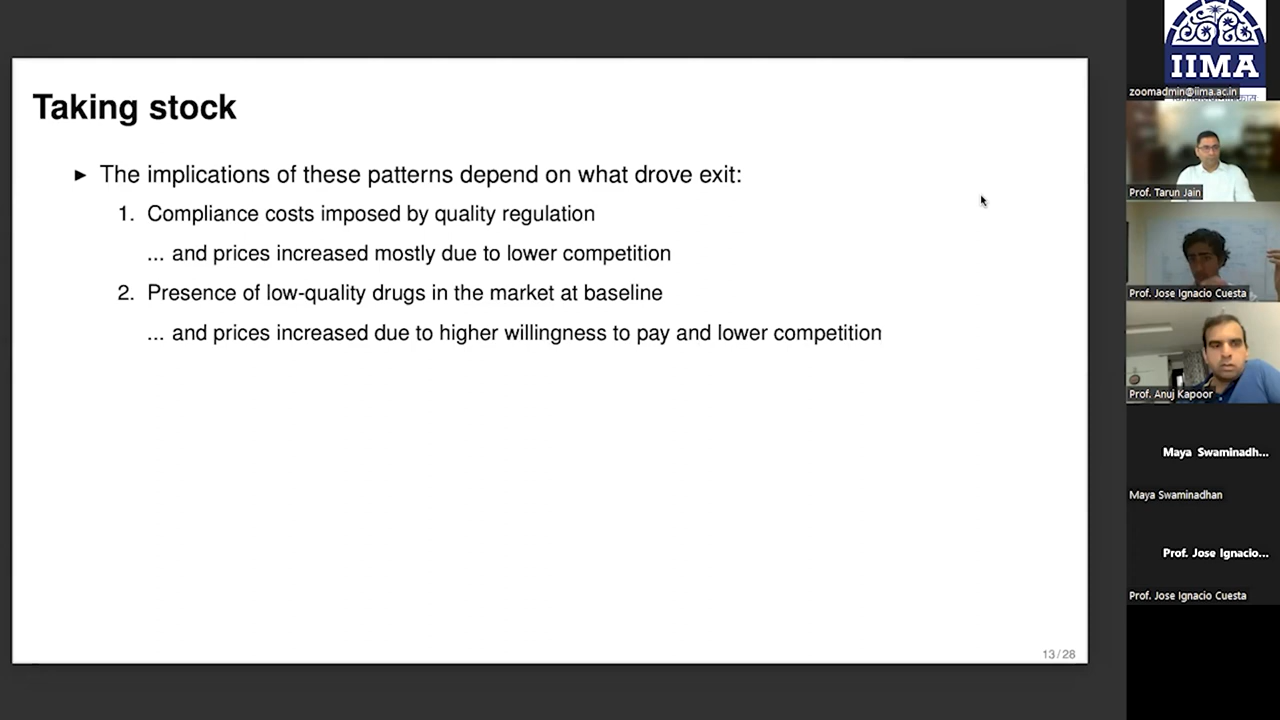 Taking stock
► The implications of these patterns depend on what drove exit:
1. Compliance costs imposed by quality regulation
... and prices increased mostly due to lower competition
2. Presence of low-quality drugs in the market at baseline
... and prices increased due to higher willingness to pay and lower competition
13/28
IIMA
zoomadmin@iima.ac.in
Prof. Tarun Jain
Prof. Jose Ignacio Cuesta
Prof. Anuj Kapoor
Maya Swaminadh...
Maya Swaminadhan
Prof. Jose Ignacio...
Prof. Jose Ignacio Cuesta